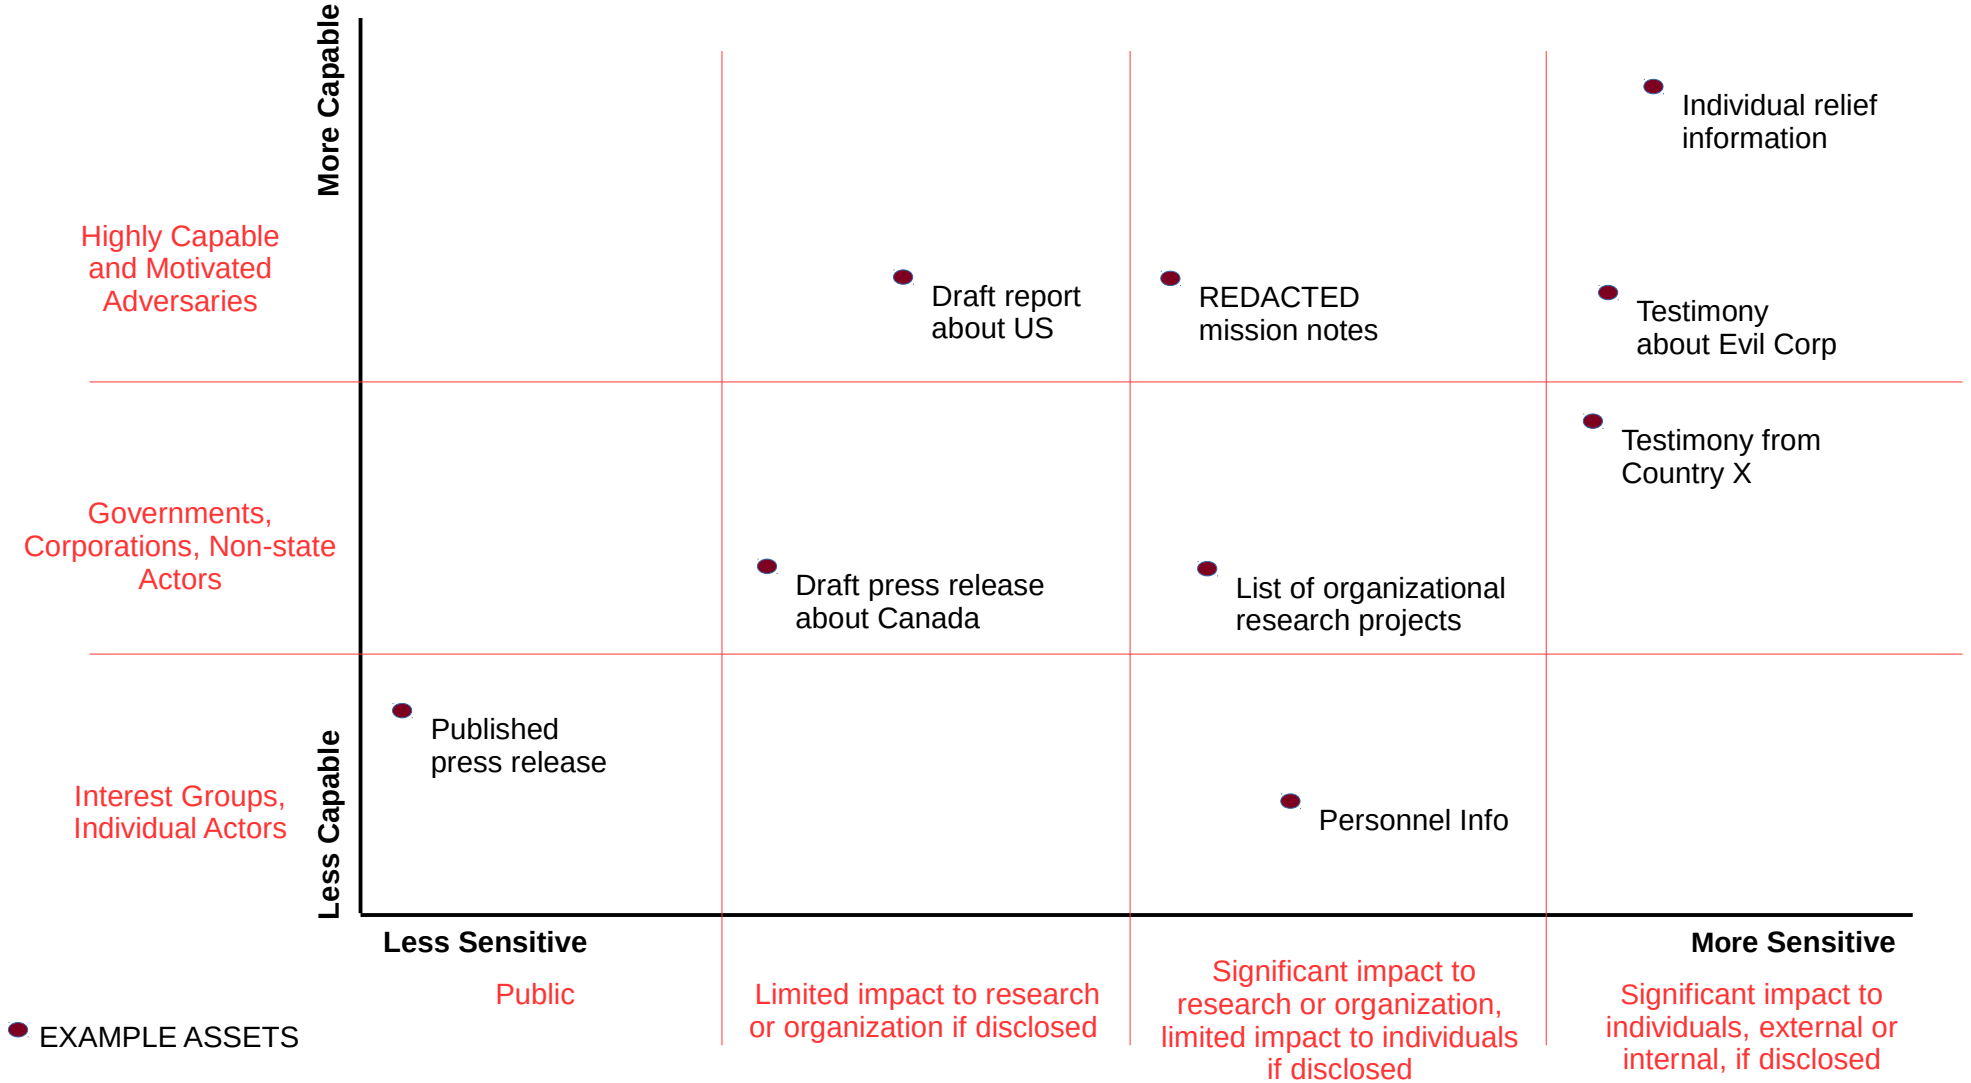 More Capable
Individual relief
information
Highly Capable
and Motivated
Adversaries
Draft report
about US
REDACTED
mission notes
Testimony
about Evil Corp
Testimony from
Country X
Governments,
Corporations, Non-state
Actors
Draft press release
about Canada
List of organizational
research projects
Published
press release
Interest Groups,
Individual Actors
Less Capable
Personnel Info
Less Sensitive
More Sensitive
Public
Limited impact to research
or organization if disclosed
Significant impact to
research or organization,
limited impact to individuals
if disclosed
Significant impact to
individuals, external or
internal, if disclosed
EXAMPLE ASSETS